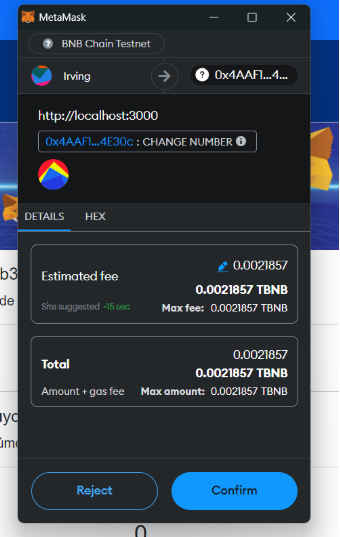 MetaMask
BNB Chain Testnet
Irving
0x4AAF1...4...
http://localhost:3000
0x4AAF1...4E30c : CHANGE NUMBER
DETAILS HEX
Estimated fee
0.0021857
0.0021857 TBNB
Site suggested ~15 sec
Max fee: 0.0021857 TBNB
Total
0.0021857
0.0021857 TBNB
Amount + gas fee
Max amount: 0.0021857 TBNB
Reject
Confirm
b3
de
úme
0